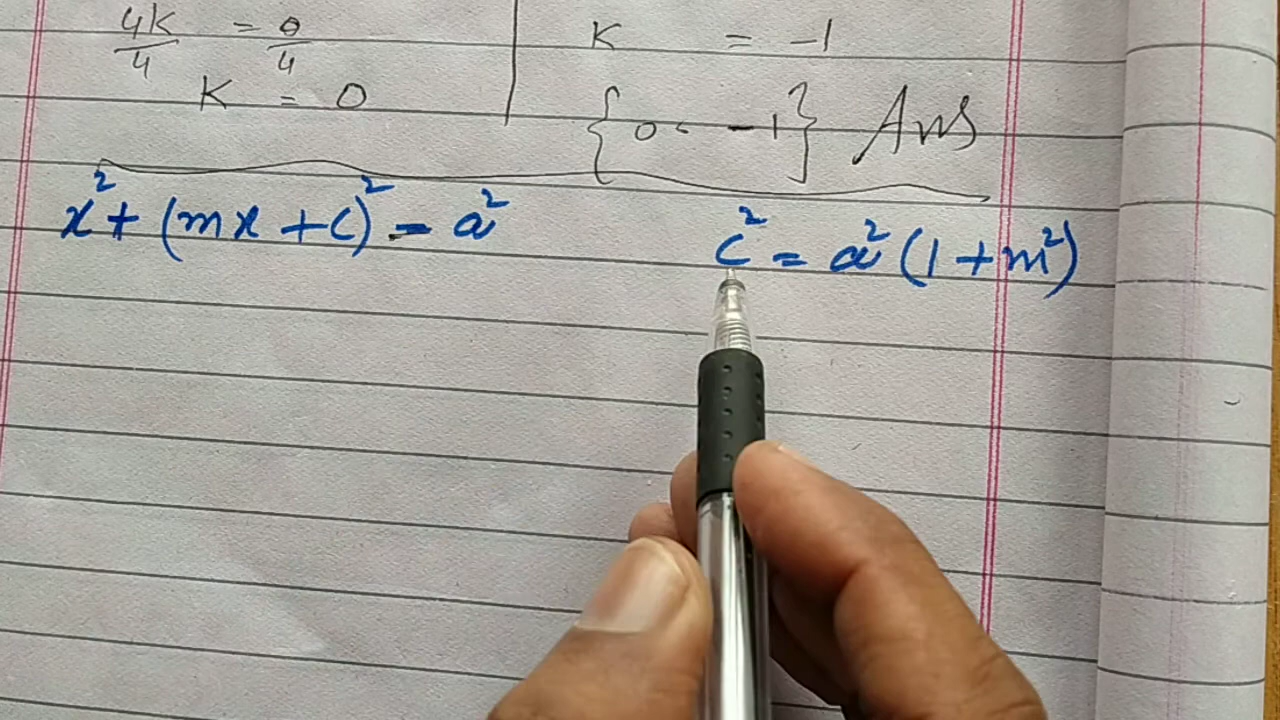 4K/4 = 0/4
K = 0
K = -1
{0, -1} Ans
x² + (mx + c)² = a²
c² = a² (1 + m²)